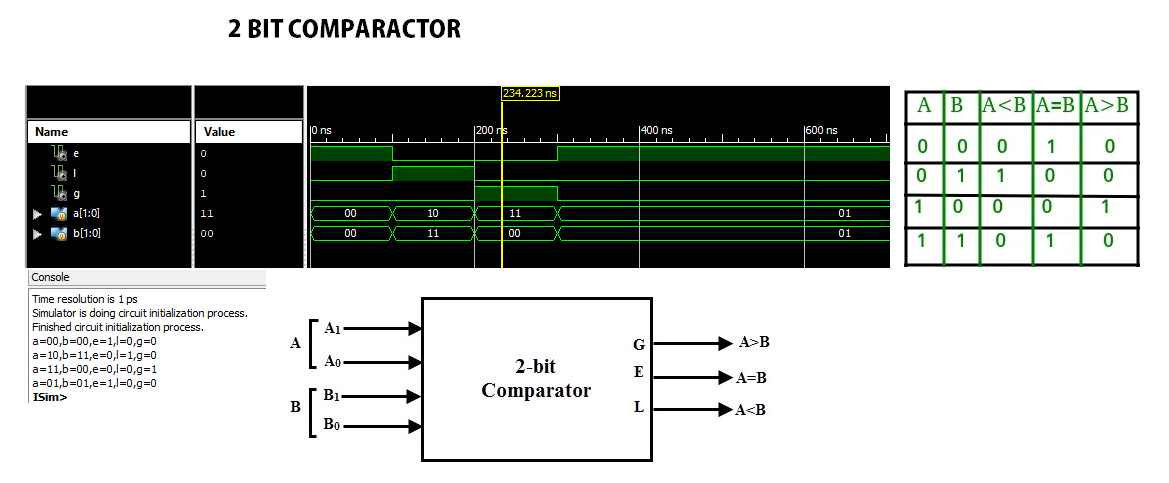 2 BIT COMPARACTOR
234.223 ns
Name Value
0 ns 200 ns 400 ns 600 ns
e 0
l 0
g 1
a[1:0] 11 00 10 11 01
b[1:0] 00 00 11 00 01
A B A<B A=B A>B
0 0 0 1 0
0 1 1 0 0
1 0 0 0 1
1 1 0 1 0
Console
Time resolution is 1 ps
Simulator is doing circuit initialization process.
Finished circuit initialization process.
a=00,b=00,e=1,l=0,g=0
a=10,b=11,e=0,l=1,g=0
a=11,b=00,e=0,l=0,g=1
a=01,b=01,e=1,l=0,g=0
ISim>
A
A1
A0
B
B1
B0
2-bit
Comparator
G A>B
E A=B
L A<B